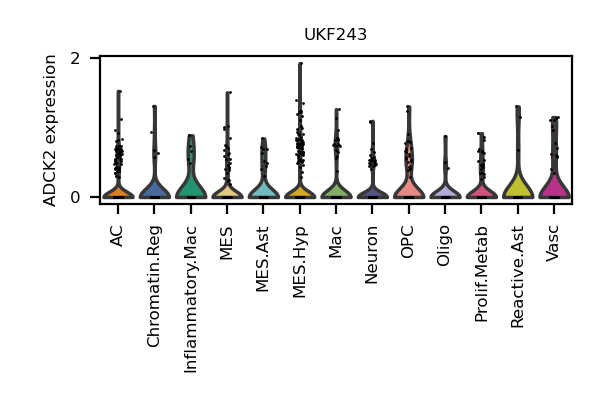 UKF243
ADCK2 expression
2
0
AC
Chromatin.Reg
Inflammatory.Mac
MES
MES.Ast
MES.Hyp
Mac
Neuron
OPC
Oligo
Prolif.Metab
Reactive.Ast
Vasc